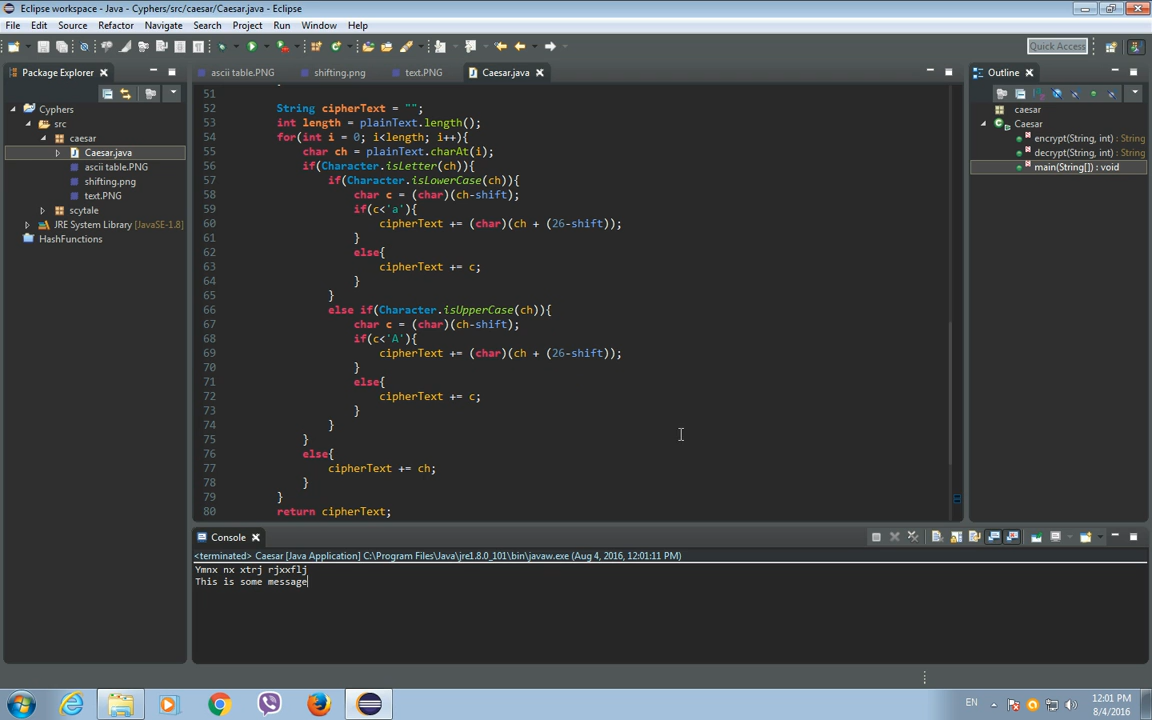 Eclipse workspace - Java - Cyphers/src/caesar/Caesar.java - Eclipse
File Edit Source Refactor Navigate Search Project Run Window Help
Quick Access
Package Explorer
ascii table.PNG shifting.png text.PNG Caesar.java
Outline
Cyphers
src
caesar
Caesar.java
ascii table.PNG
shifting.png
text.PNG
scytale
JRE System Library [JavaSE-1.8]
HashFunctions
51
52 String cipherText = "";
53 int length = plainText.length();
54 for(int i = 0; i<length; i++){
55 char ch = plainText.charAt(i);
56 if(Character.isLetter(ch)){
57 if(Character.isLowerCase(ch)){
58 char c = (char)(ch-shift);
59 if(c<'a'){
60 cipherText += (char)(ch + (26-shift));
61 }
62 else{
63 cipherText += c;
64 }
65 }
66 else if(Character.isUpperCase(ch)){
67 char c = (char)(ch-shift);
68 if(c<'A'){
69 cipherText += (char)(ch + (26-shift));
70 }
71 else{
72 cipherText += c;
73 }
74 }
75 }
76 else{
77 cipherText += ch;
78 }
79 }
80 return cipherText;
caesar
Caesar
encrypt(String, int) : String
decrypt(String, int) : String
main(String[]) : void
Console
<terminated> Caesar [Java Application] C:\Program Files\Java\jre1.8.0_101\bin\javaw.exe (Aug 4, 2016, 12:01:11 PM)
Ymnx nx xtrj rjxxflj
This is some message
EN
12:01 PM
8/4/2016